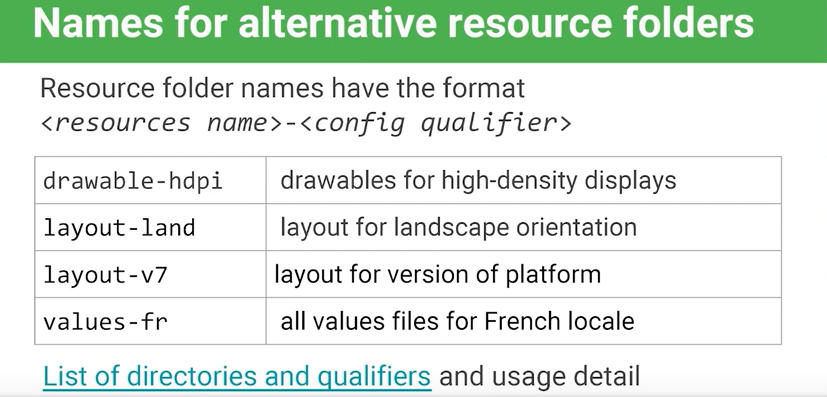 Names for alternative resource folders
Resource folder names have the format
<resources name>-<config qualifier>
drawable-hdpi drawables for high-density displays
layout-land layout for landscape orientation
layout-v7 layout for version of platform
values-fr all values files for French locale
List of directories and qualifiers and usage detail